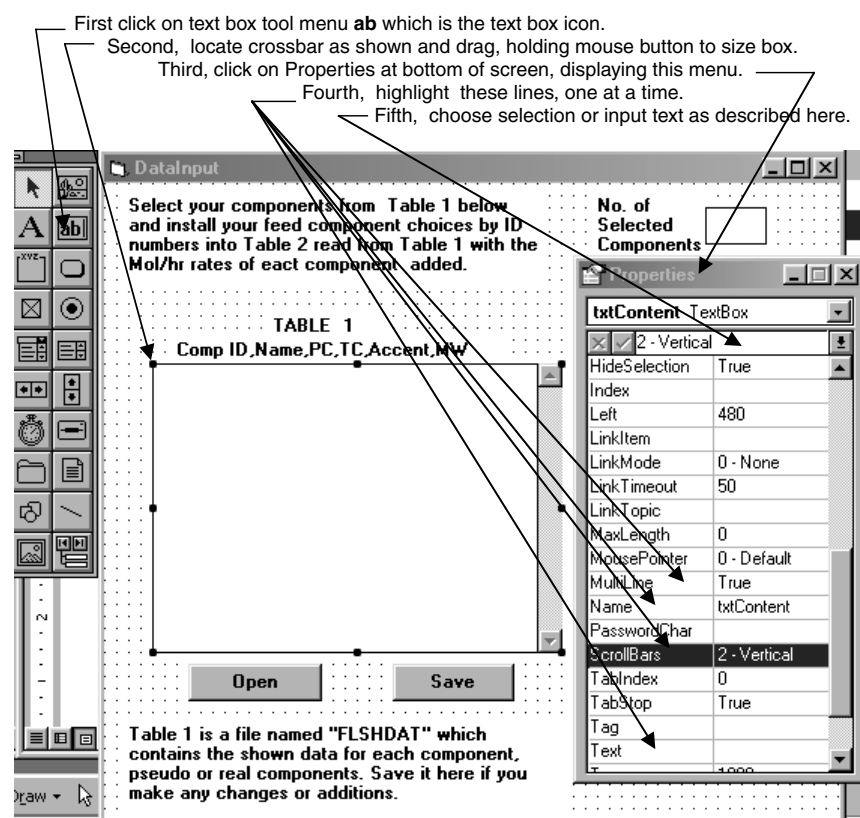 First click on text box tool menu ab which is the text box icon.
Second, locate crossbar as shown and drag, holding mouse button to size box.
Third, click on Properties at bottom of screen, displaying this menu.
Fourth, highlight these lines, one at a time.
Fifth, choose selection or input text as described here.
DataInput
Select your components from Table 1 below
and install your feed component choices by ID
numbers into Table 2 read from Table 1 with the
Mol/hr rates of eact component added.
No. of
Selected
Components
A
ab
xyz
TABLE 1
Comp ID,Name,PC,TC,Accent,MW
Properties
txtContent TextBox
2 - Vertical
HideSelection True
Index
Left 480
LinkItem
LinkMode 0 - None
LinkTimeout 50
LinkTopic
MaxLength 0
MousePointer 0 - Default
MultiLine True
Name txtContent
PasswordChar
ScrollBars 2 - Vertical
TabIndex 0
TabStop True
Tag
Text
2
Open
Save
Table 1 is a file named "FLSHDAT" which
contains the shown data for each component,
pseudo or real components. Save it here if you
make any changes or additions.